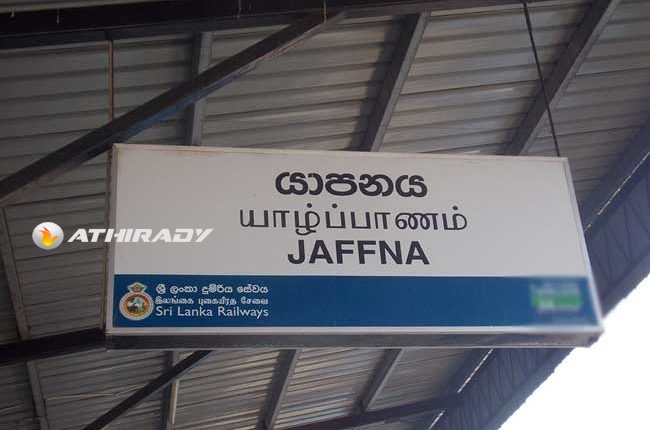 යාපනය
யாழ்ப்பாணம்
JAFFNA
ATHIRADY
ශ්‍රී ලංකා දුම්රිය සේවය
இலங்கை புகையிரத சேவை
Sri Lanka Railways